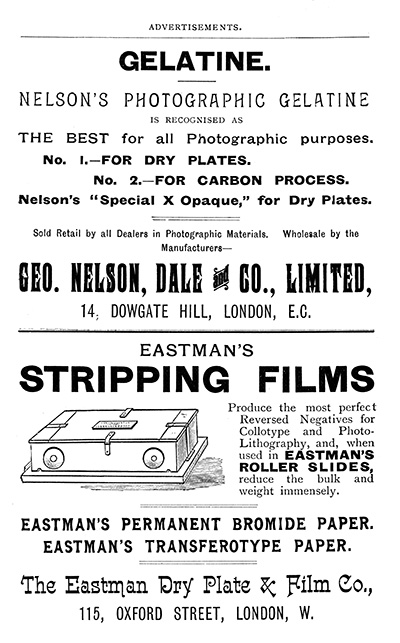 ADVERTISEMENTS.
GELATINE.
NELSON'S PHOTOGRAPHIC GELATINE
IS RECOGNISED AS
THE BEST for all Photographic purposes.
No. 1.—FOR DRY PLATES.
No. 2.—FOR CARBON PROCESS.
Nelson's "Special X Opaque," for Dry Plates.
Sold Retail by all Dealers in Photographic Materials. Wholesale by the
Manufacturers—
GEO. NELSON, DALE and CO., LIMITED,
14, DOWGATE HILL, LONDON, E.C.
EASTMAN'S
STRIPPING FILMS
Produce the most perfect
Reversed Negatives for
Collotype and Photo-
Lithography, and, when
used in EASTMAN'S
ROLLER SLIDES,
reduce the bulk and
weight immensely.
EASTMAN'S PERMANENT BROMIDE PAPER.
EASTMAN'S TRANSFEROTYPE PAPER.
The Eastman Dry Plate & Film Co.,
115, OXFORD STREET, LONDON, W.